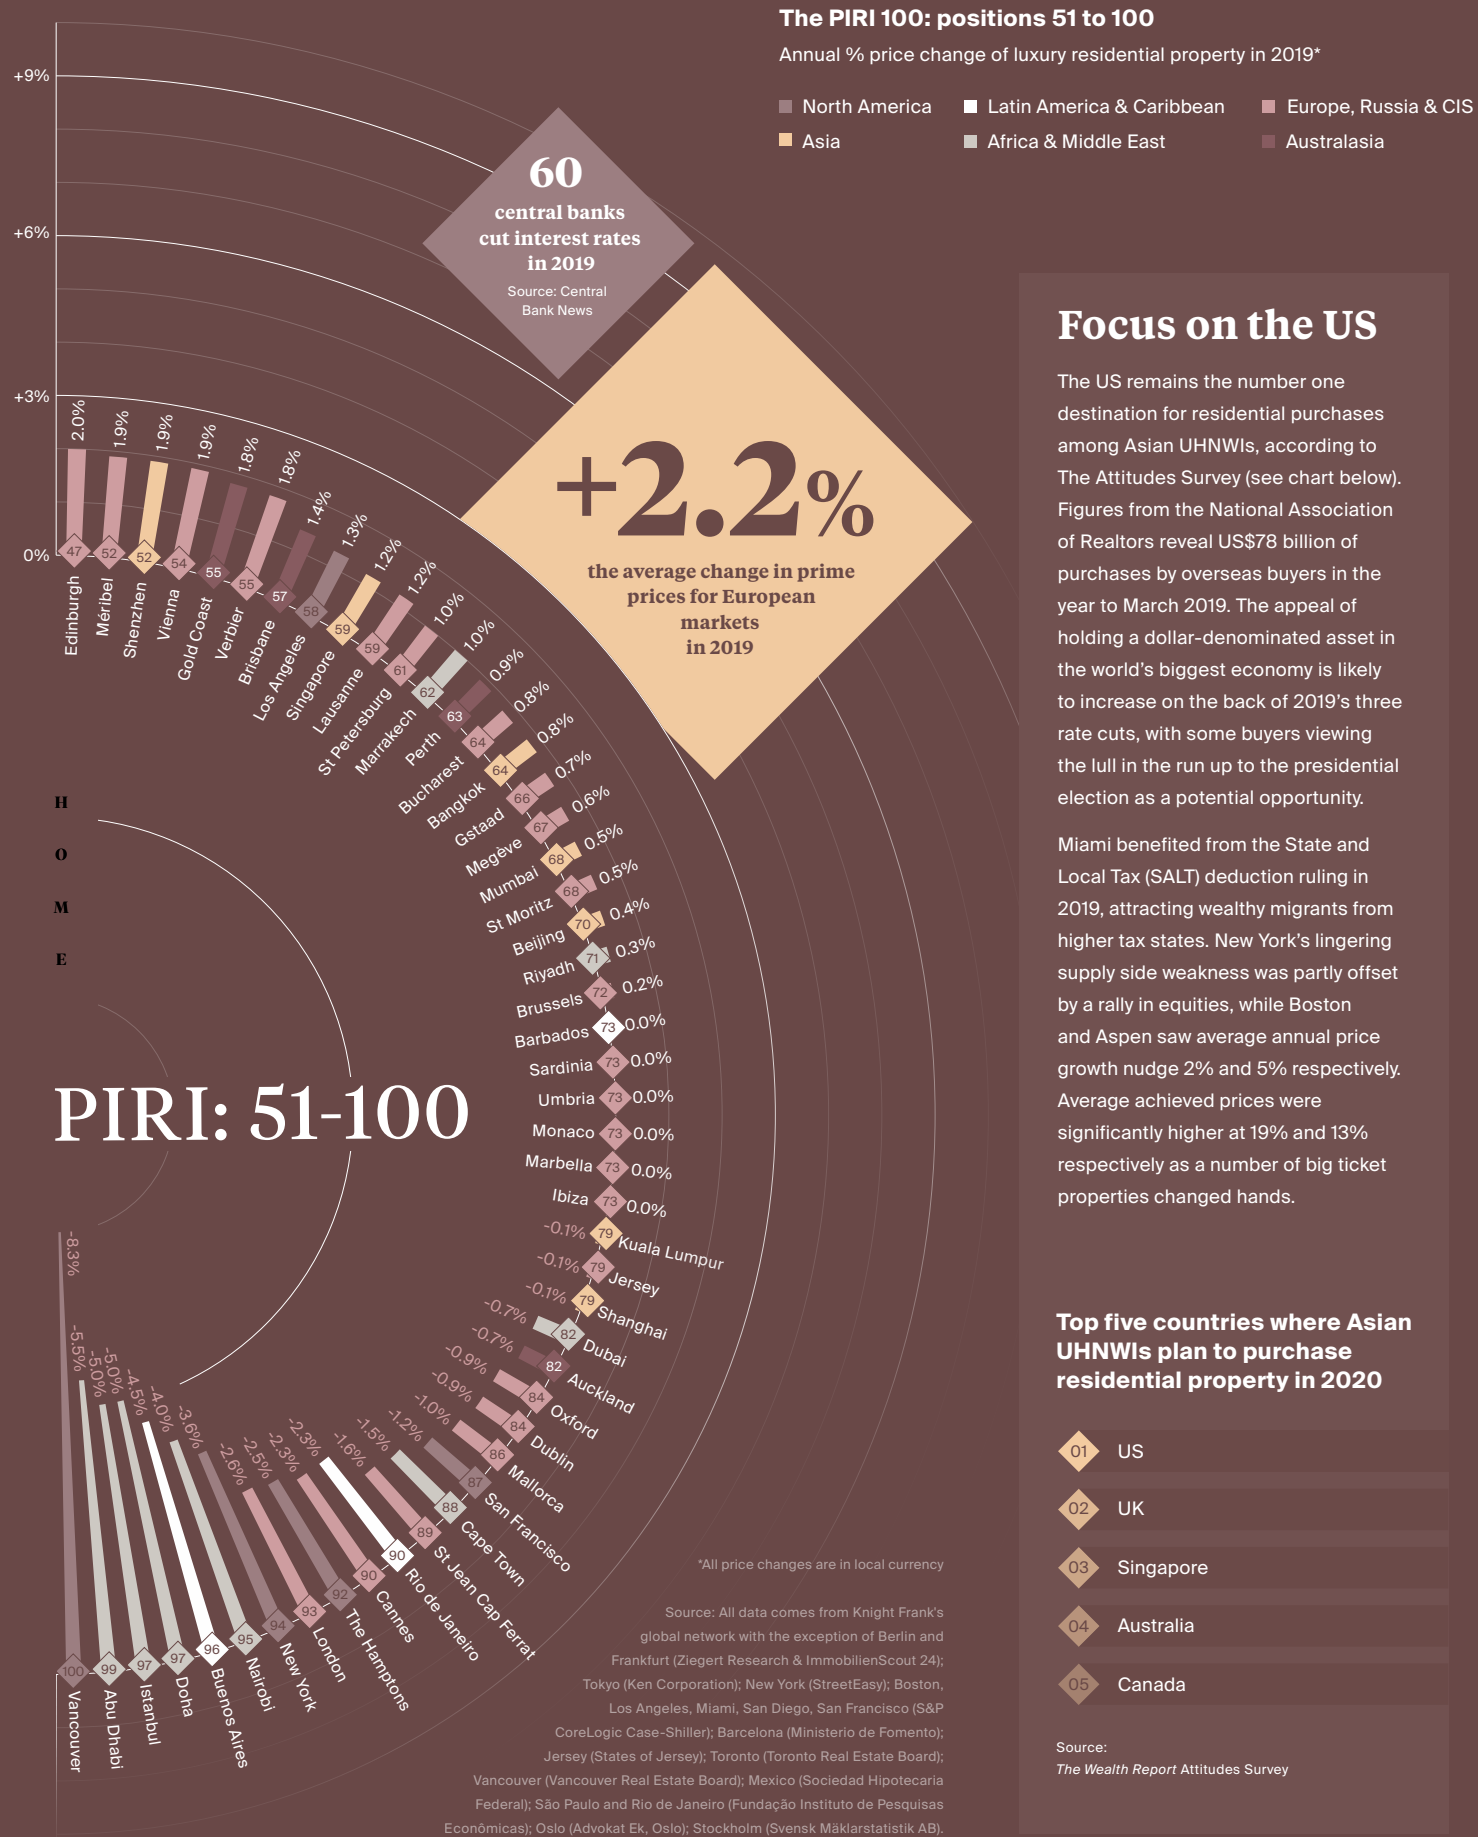 The PIRI 100: positions 51 to 100
Annual % price change of luxury residential property in 2019*
North America
Latin America & Caribbean
Europe, Russia & CIS
Asia
Africa & Middle East
Australasia
+9%
+6%
+3%
0%
60
central banks
cut interest rates
in 2019
Source: Central
Bank News
+2.2%
the average change in prime
prices for European
markets
in 2019
2.0% 47 Edinburgh
1.9% 52 Méribel
1.9% 52 Shenzhen
1.9% 54 Vienna
1.8% 55 Gold Coast
1.8% 55 Verbier
1.4% 57 Brisbane
1.3% 58 Los Angeles
1.2% 59 Singapore
1.2% 59 Lausanne
1.0% 61 St Petersburg
1.0% 62 Marrakech
0.9% 63 Perth
0.8% 64 Bucharest
0.8% 64 Bangkok
0.7% 66 Gstaad
0.6% 67 Megève
0.5% 68 Mumbai
0.5% 68 St Moritz
0.4% 70 Beijing
0.3% 71 Riyadh
0.2% 72 Brussels
Barbados 73 0.0%
Sardinia 73 0.0%
Umbria 73 0.0%
Monaco 73 0.0%
Marbella 73 0.0%
Ibiza 73 0.0%
-0.1% 79 Kuala Lumpur
-0.1% 79 Jersey
-0.1% 79 Shanghai
-0.7% 82 Dubai
-0.7% 82 Auckland
-0.9% 84 Oxford
-0.9% 84 Dublin
-1.0% 86 Mallorca
-1.2% 87 San Francisco
-1.5% 88 Cape Town
-1.6% 89 St Jean Cap Ferrat
-2.3% 90 Rio de Janeiro
-2.3% 90 Cannes
-2.5% 92 The Hamptons
-2.6% 93 London
-3.6% 94 New York
-4.0% 95 Nairobi
-4.5% 96 Buenos Aires
-5.0% 97 Doha
-5.0% 97 Istanbul
-5.5% 99 Abu Dhabi
-8.3% 100 Vancouver
H
O
M
E
PIRI: 51-100
*All price changes are in local currency
Source: All data comes from Knight Frank's
global network with the exception of Berlin and
Frankfurt (Ziegert Research & ImmobilienScout 24);
Tokyo (Ken Corporation); New York (StreetEasy); Boston,
Los Angeles, Miami, San Diego, San Francisco (S&P
CoreLogic Case-Shiller); Barcelona (Ministerio de Fomento);
Jersey (States of Jersey); Toronto (Toronto Real Estate Board);
Vancouver (Vancouver Real Estate Board); Mexico (Sociedad Hipotecaria
Federal); São Paulo and Rio de Janeiro (Fundação Instituto de Pesquisas
Econômicas); Oslo (Advokat Ek, Oslo); Stockholm (Svensk Mäklarstatistik AB).
Focus on the US
The US remains the number one
destination for residential purchases
among Asian UHNWIs, according to
The Attitudes Survey (see chart below).
Figures from the National Association
of Realtors reveal US$78 billion of
purchases by overseas buyers in the
year to March 2019. The appeal of
holding a dollar-denominated asset in
the world's biggest economy is likely
to increase on the back of 2019's three
rate cuts, with some buyers viewing
the lull in the run up to the presidential
election as a potential opportunity.
Miami benefited from the State and
Local Tax (SALT) deduction ruling in
2019, attracting wealthy migrants from
higher tax states. New York's lingering
supply side weakness was partly offset
by a rally in equities, while Boston
and Aspen saw average annual price
growth nudge 2% and 5% respectively.
Average achieved prices were
significantly higher at 19% and 13%
respectively as a number of big ticket
properties changed hands.
Top five countries where Asian
UHNWIs plan to purchase
residential property in 2020
01 US
02 UK
03 Singapore
04 Australia
05 Canada
Source:
The Wealth Report Attitudes Survey